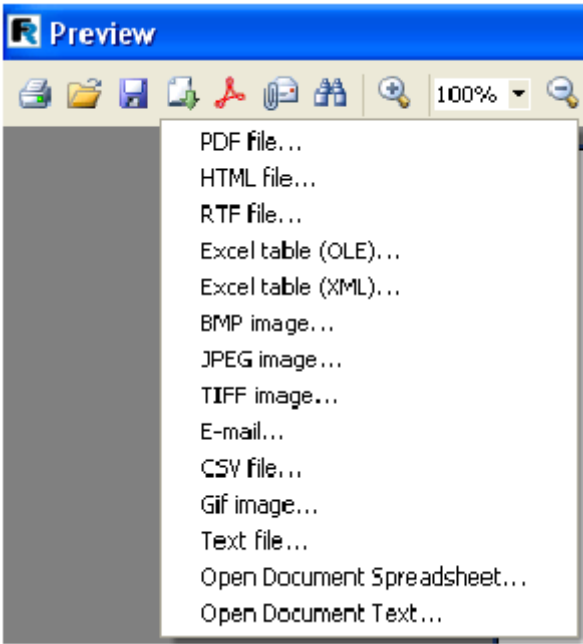 FR Preview
100%
PDF file...
HTML file...
RTF file...
Excel table (OLE)...
Excel table (XML)...
BMP image...
JPEG image...
TIFF image...
E-mail...
CSV file...
Gif image...
Text file...
Open Document Spreadsheet...
Open Document Text...